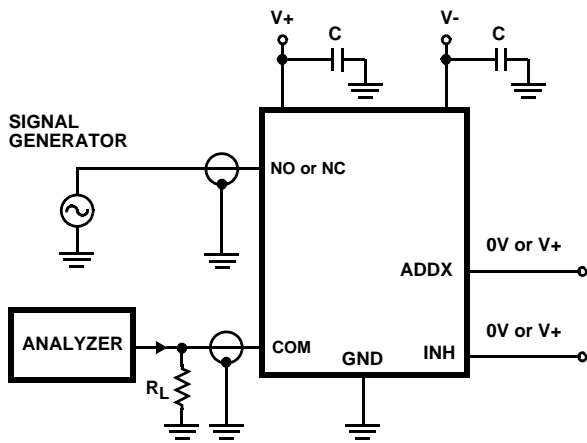 V+
C
V-
C
SIGNAL
GENERATOR
NO or NC
0V or V+
ADDX
0V or V+
ANALYZER
COM
GND
INH
RL